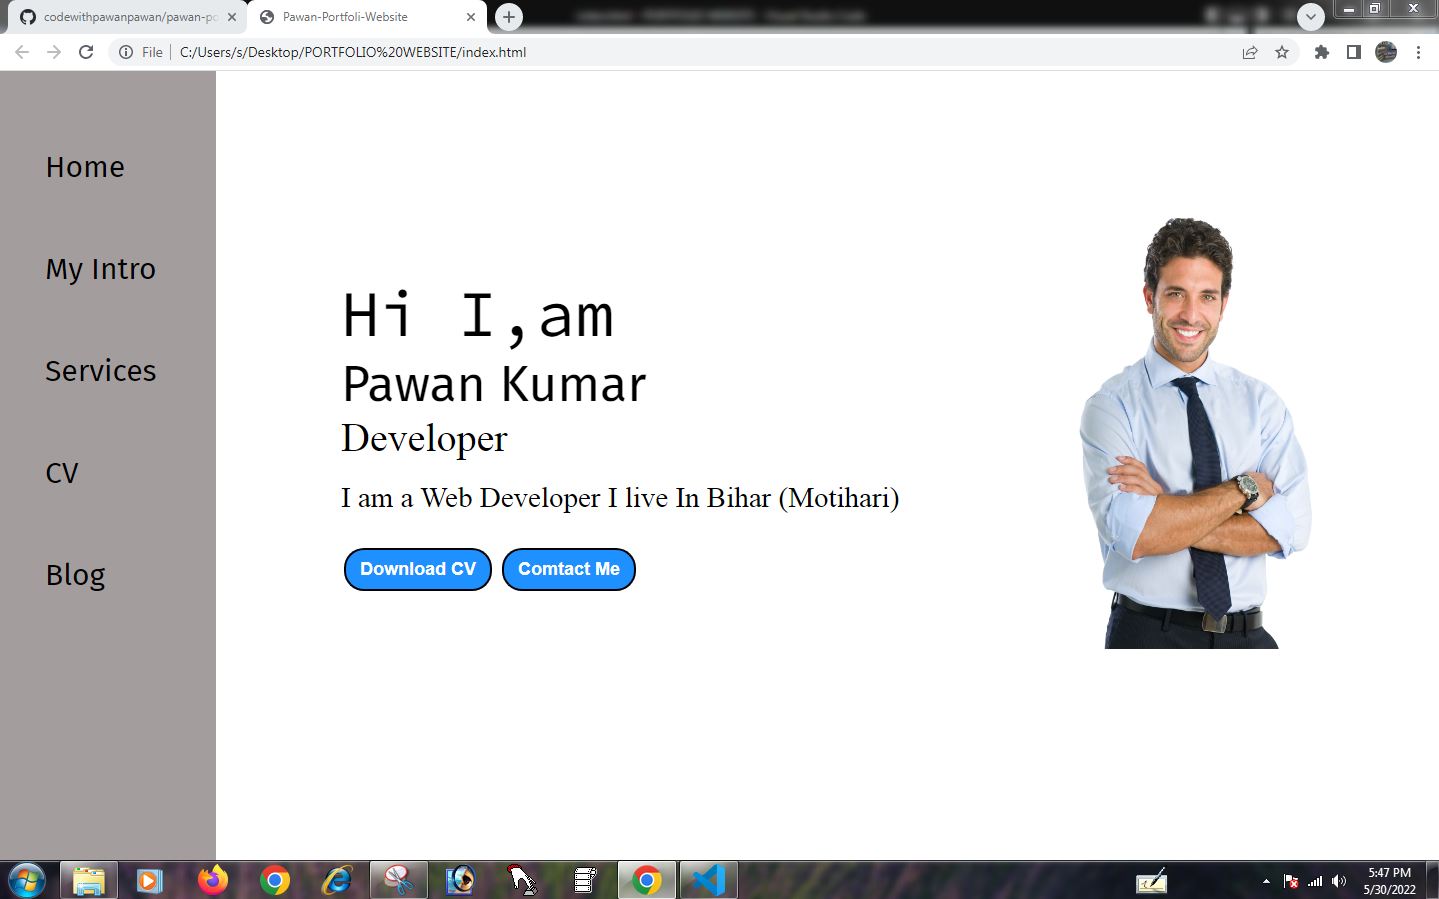 codewithpawanpawan/pawan-po
Pawan-Portfoli-Website
File
C:/Users/s/Desktop/PORTFOLIO%20WEBSITE/index.html
Home
My Intro
Services
CV
Blog
Hi I,am
Pawan Kumar
Developer
I am a Web Developer I live In Bihar (Motihari)
Download CV
Comtact Me
5:47 PM
5/30/2022